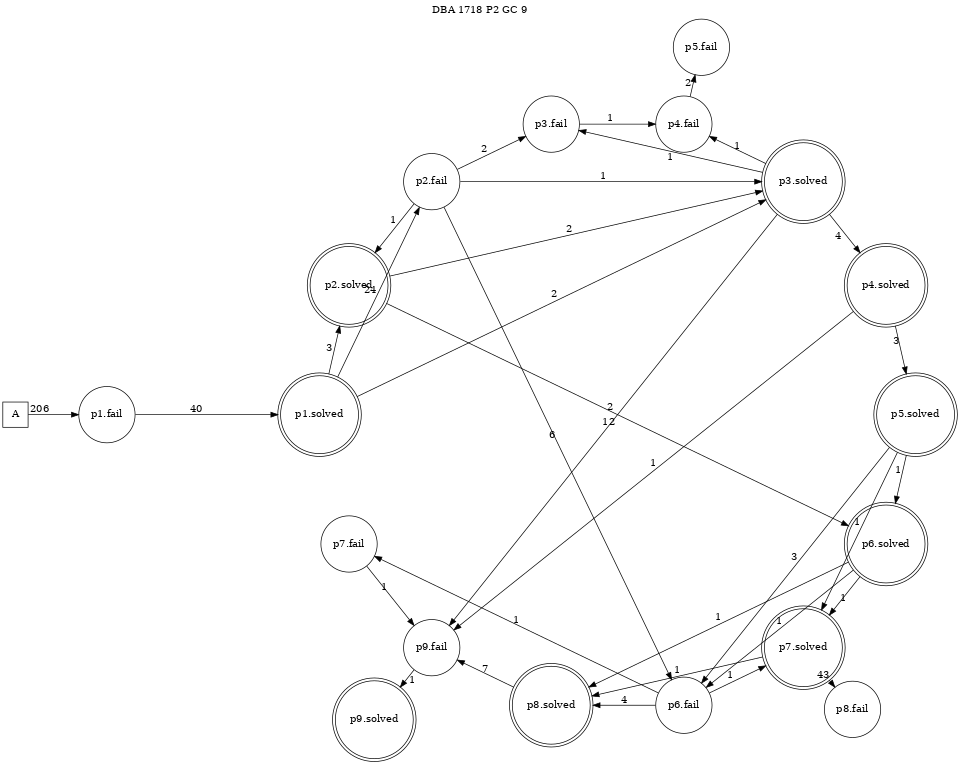 DBA 1718 P2 GC 9
p5.fail
2
p3.fail
1
p4.fail
1
2
1
p2.fail
1
p3.solved
1
2
4
p2.solved
24
p4.solved
2
3
3
A
206
p1.fail
40
p1.solved
2
12
p5.solved
6
1
1
1
p7.fail
p6.solved
3
1
1
1
1
1
p9.fail
p7.solved
7
1
1
43
1
p9.solved
p8.solved
4
p6.fail
p8.fail